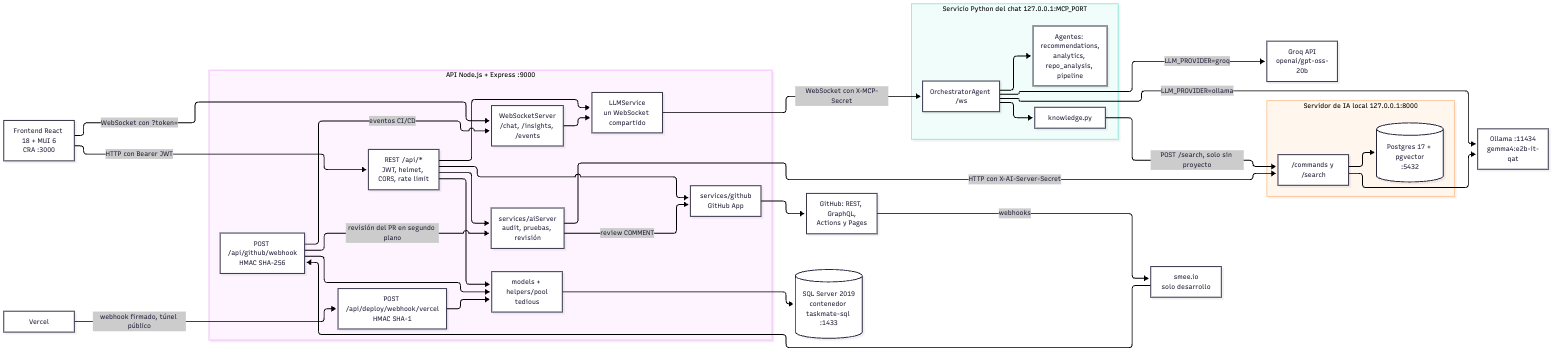 Servicio Python del chat 127.0.0.1:MCP_PORT
Agentes:
recommendations,
analytics,
repo_analysis,
pipeline
OrchestratorAgent
/ws
knowledge.py
Groq API
openai/gpt-oss-
20b
LLM_PROVIDER=groq
LLM_PROVIDER=ollama
Servidor de IA local 127.0.0.1:8000
Postgres 17 +
pgvector
:5432
/commands y
/search
Ollama :11434
gemma4:e2b-it-
qat
API Node.js + Express :9000
WebSocket con X-MCP-
Secret
LLMService
un WebSocket
compartido
WebSocketServer
/chat, /insights,
/events
eventos CI/CD
Frontend React
18 + MUI 6
CRA :3000
WebSocket con ?token=
HTTP con Bearer JWT
REST /api/*
JWT, helmet,
CORS, rate limit
POST /search, solo sin
proyecto
HTTP con X-AI-Server-Secret
services/github
GitHub App
GitHub: REST,
GraphQL,
Actions y Pages
webhooks
services/aiServer
audit, pruebas,
revisión
review COMMENT
revisión del PR en segundo
plano
POST
/api/github/webhook
HMAC SHA-256
models +
helpers/pool
tedious
POST
/api/deploy/webhook/vercel
HMAC SHA-1
SQL Server 2019
contenedor
taskmate-sql
:1433
smee.io
solo desarrollo
Vercel
webhook firmado, túnel
público